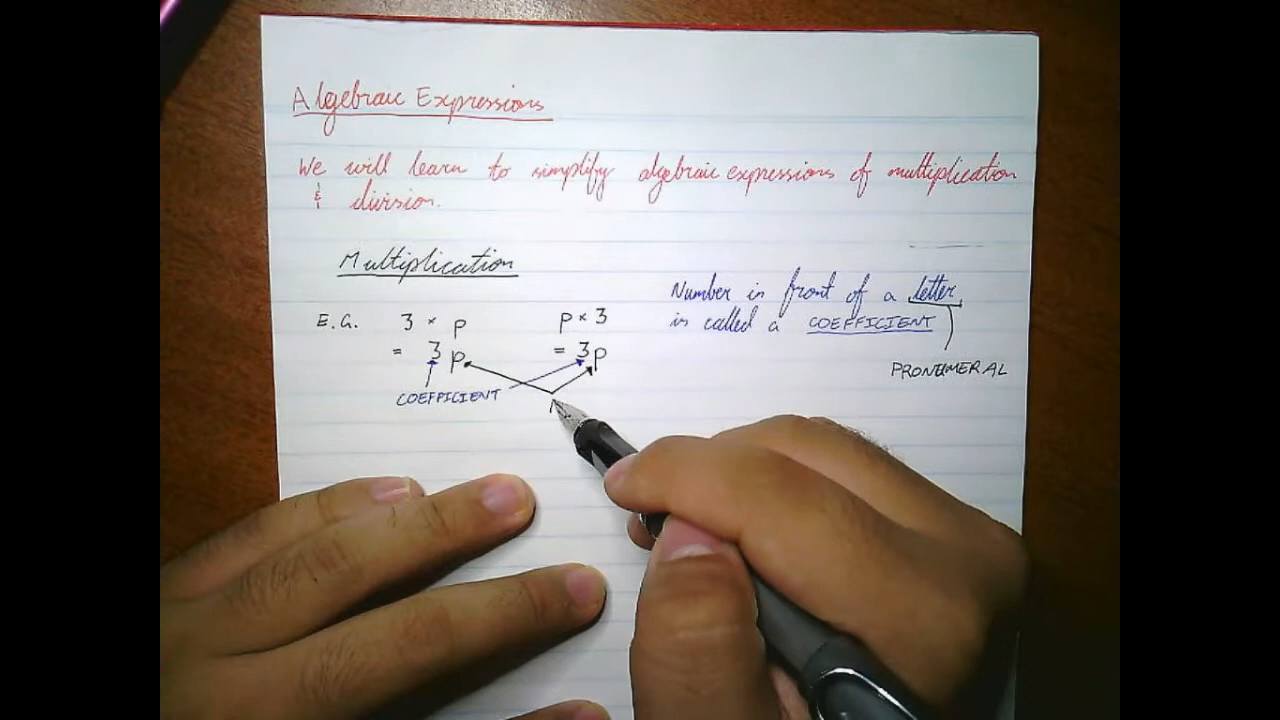 Algebraic Expressions
We will learn to simplify algebraic expressions of multiplication
& division.
Multiplication
E.G. 3 × p
= 3p
COEFFICIENT
p × 3
= 3p
Number in front of a letter
is called a COEFFICIENT
PRONUMERAL